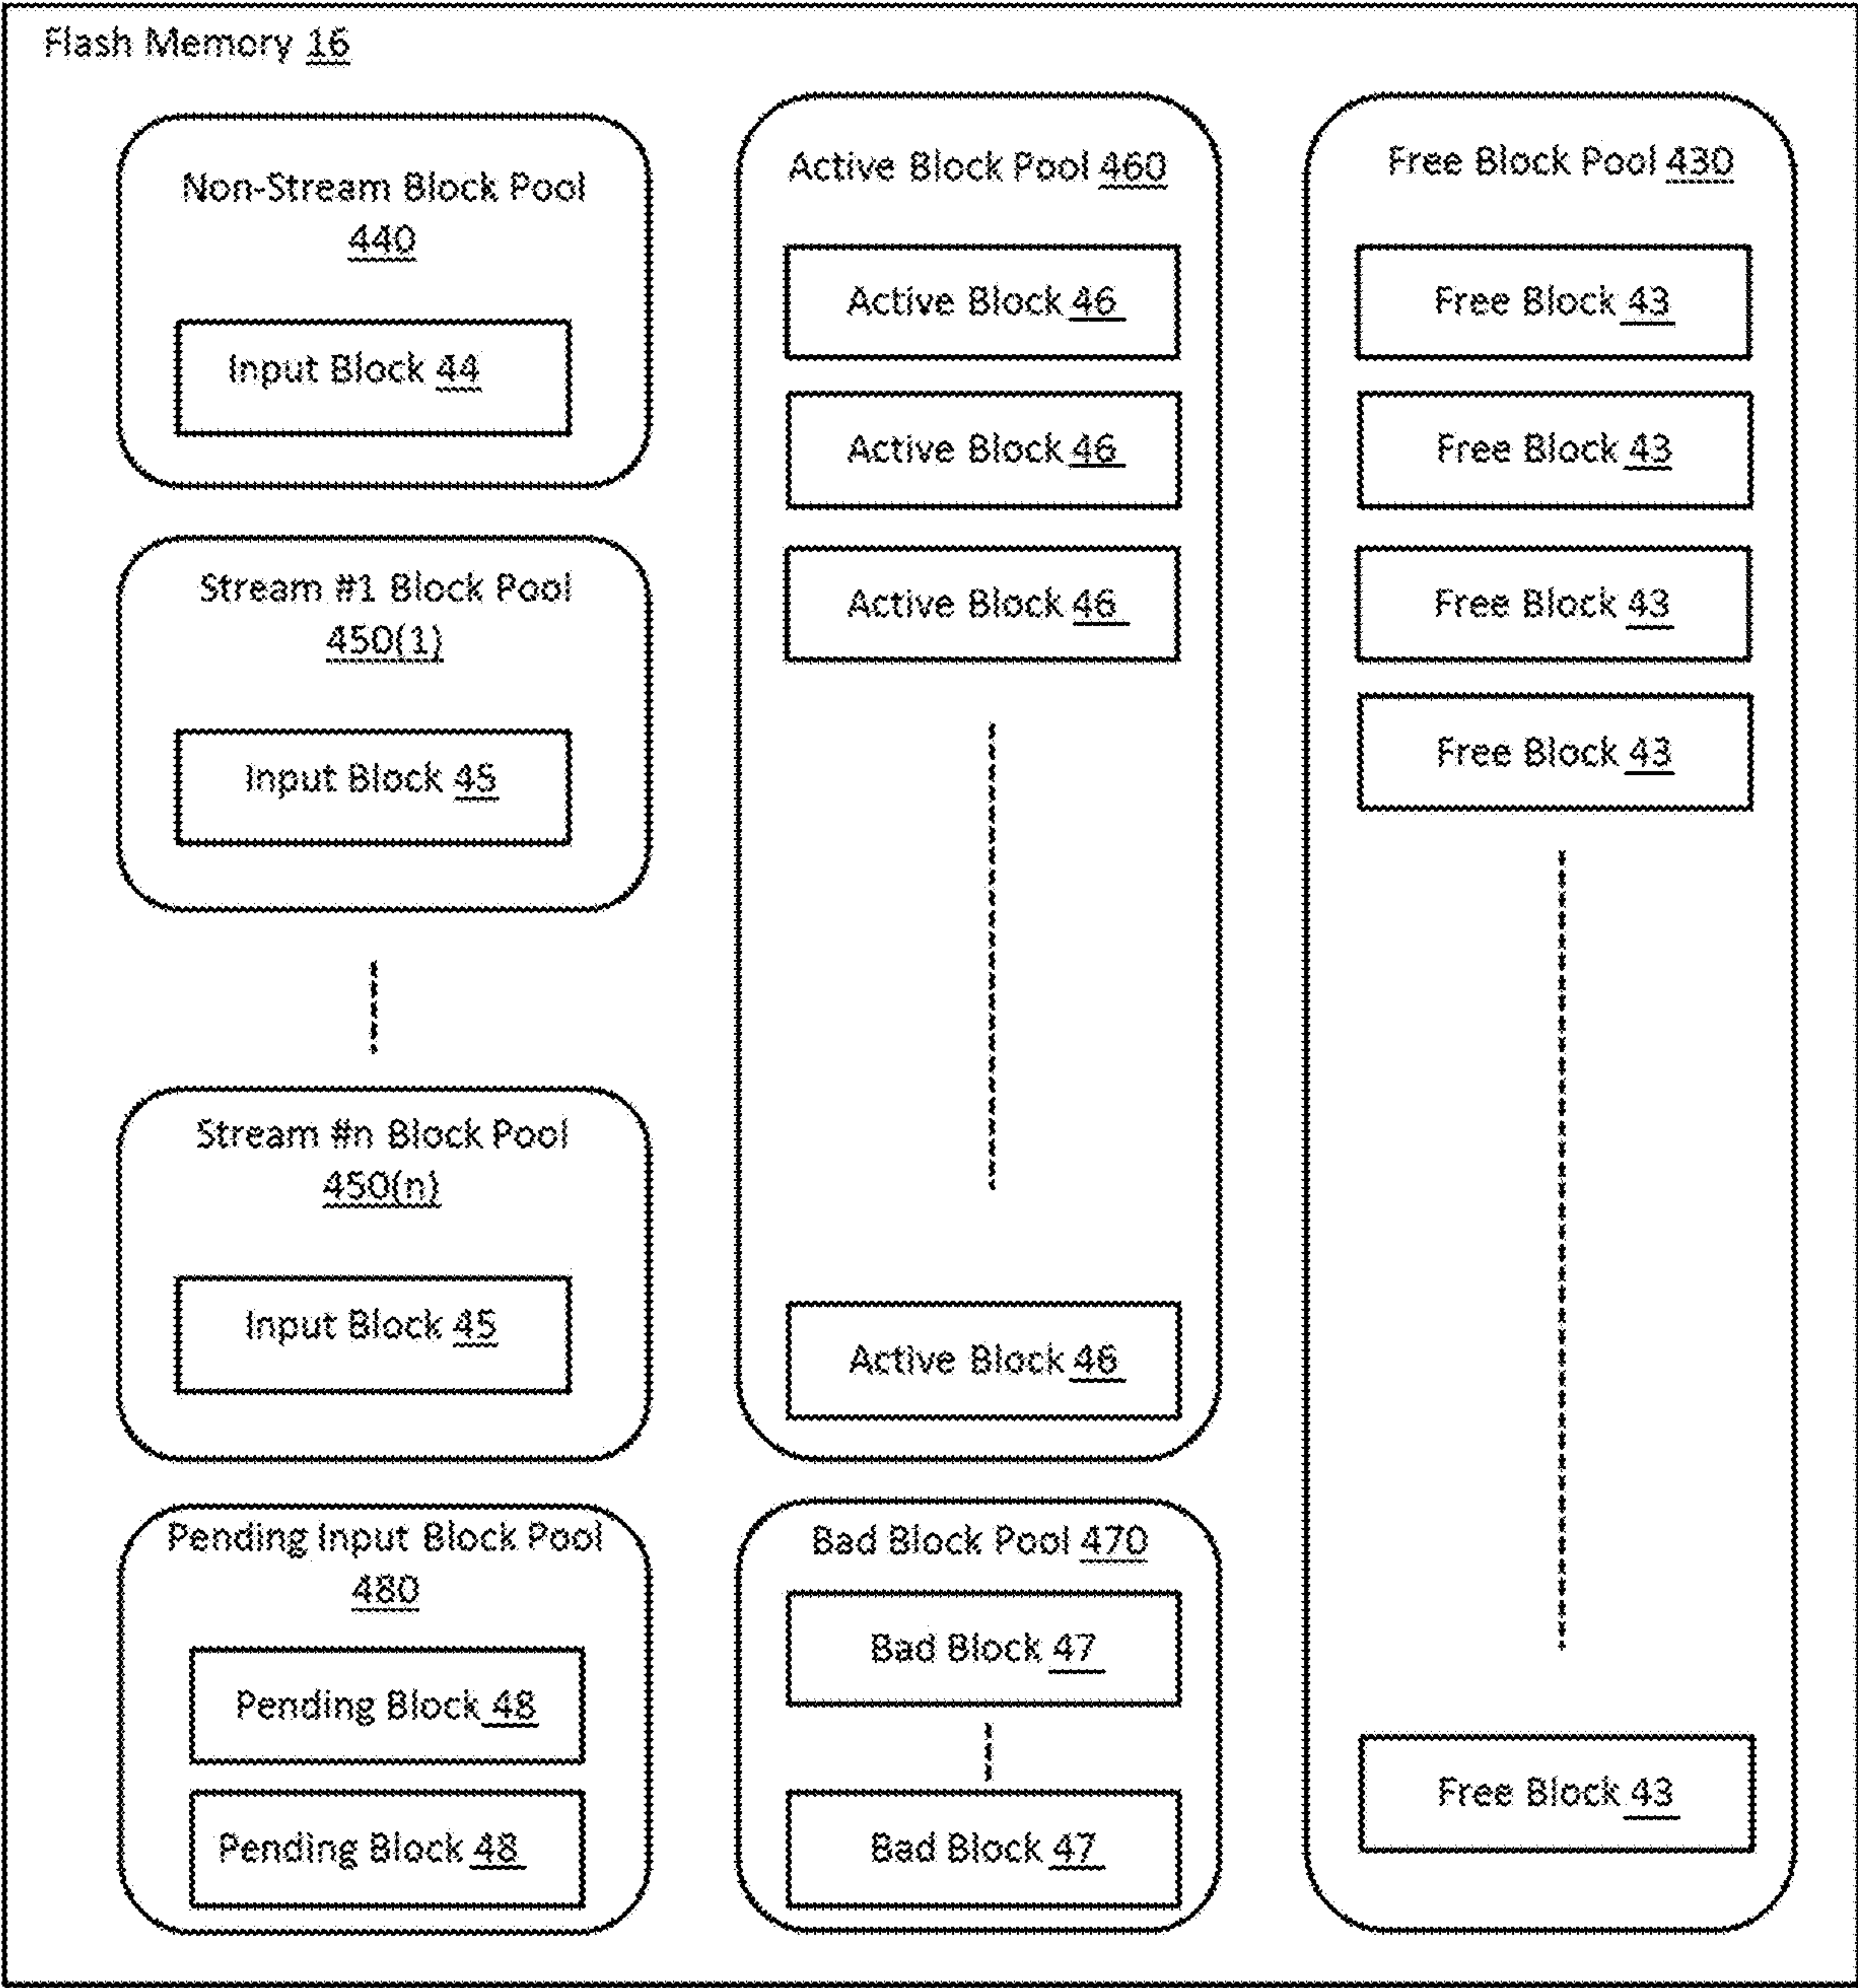 Flash Memory 16
Non-Stream Block Pool
440
Input Block 44
Stream #1 Block Pool
450(1)
Input Block 45
Stream #n Block Pool
450(n)
Input Block 45
Pending Input Block Pool
480
Pending Block 48
Pending Block 48
Active Block Pool 460
Active Block 46
Active Block 46
Active Block 46
Active Block 46
Bad Block Pool 470
Bad Block 47
Bad Block 47
Free Block Pool 430
Free Block 43
Free Block 43
Free Block 43
Free Block 43
Free Block 43